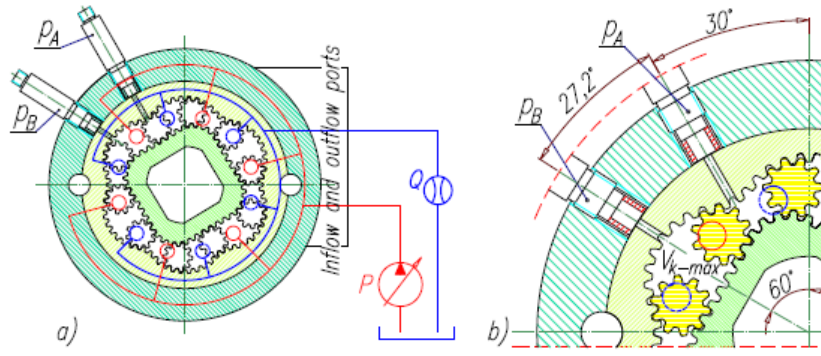 p_A
p_B
Inflow and outflow ports
Q
P
a)
30°
p_A
27,2°
p_B
V_k-max
60°
b)